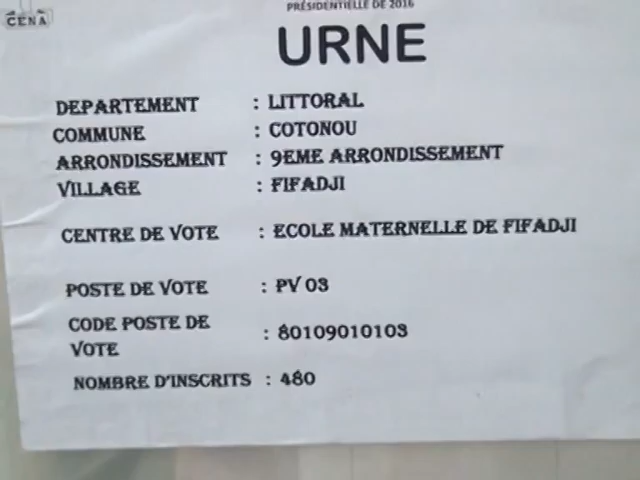 PRÉSIDENTIELLE DE 2016
CENA
URNE
DEPARTEMENT : LITTORAL
COMMUNE : COTONOU
ARRONDISSEMENT : 9EME ARRONDISSEMENT
VILLAGE : FIFADJI
CENTRE DE VOTE : ECOLE MATERNELLE DE FIFADJI
POSTE DE VOTE : PV 03
CODE POSTE DE
VOTE : 80109010103
NOMBRE D'INSCRITS : 480